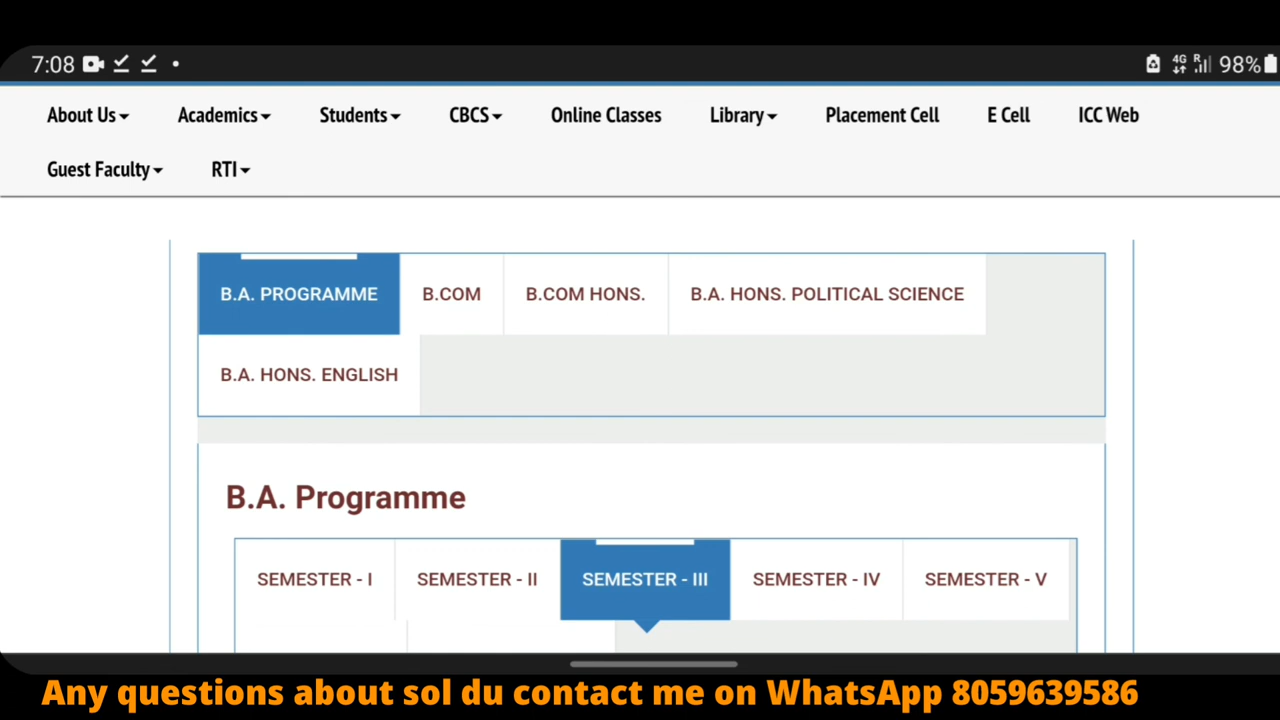 7:08 4G R 98%
About Us Academics Students CBCS Online Classes Library Placement Cell E Cell ICC Web
Guest Faculty RTI
B.A. PROGRAMME B.COM B.COM HONS. B.A. HONS. POLITICAL SCIENCE
B.A. HONS. ENGLISH
B.A. Programme
SEMESTER - I SEMESTER - II SEMESTER - III SEMESTER - IV SEMESTER - V
Any questions about sol du contact me on WhatsApp 8059639586